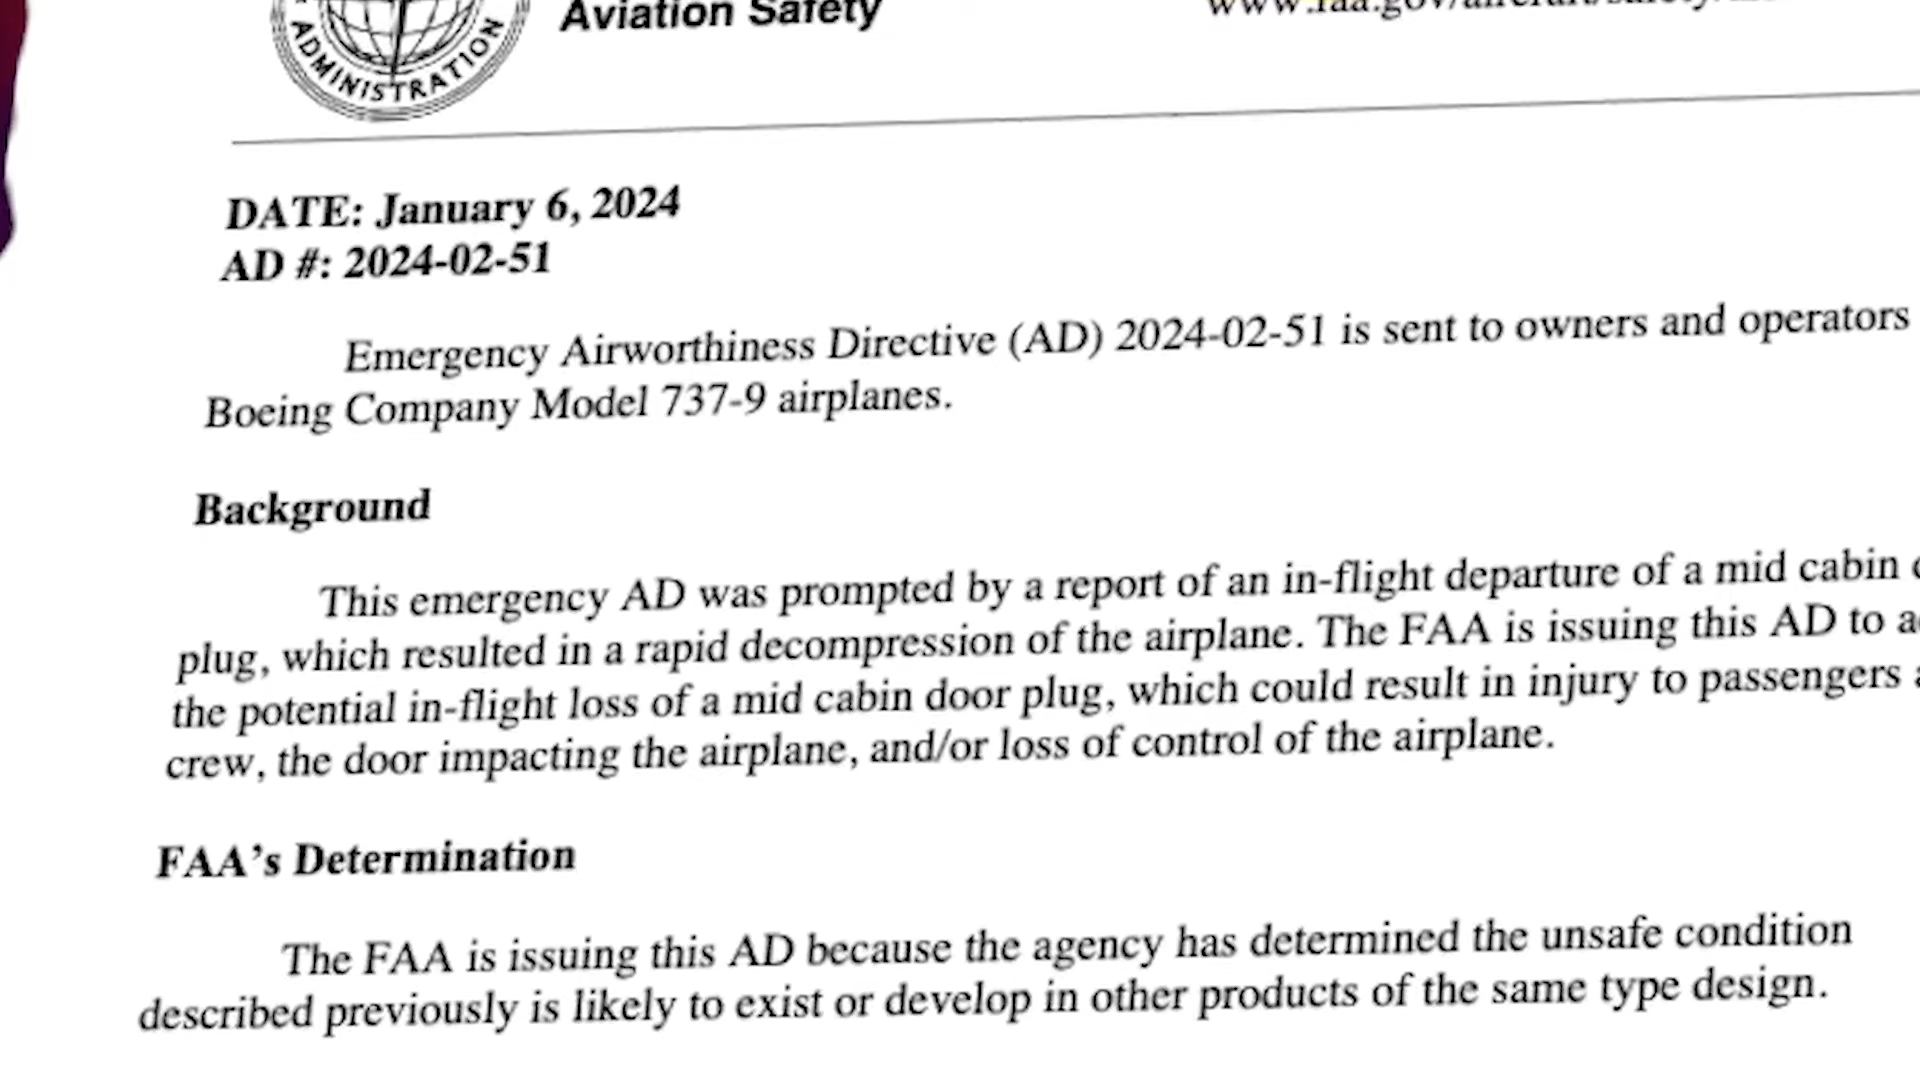 ADMINISTRATION
Aviation Safety
DATE: January 6, 2024
AD #: 2024-02-51
Emergency Airworthiness Directive (AD) 2024-02-51 is sent to owners and operators
Boeing Company Model 737-9 airplanes.
Background
This emergency AD was prompted by a report of an in-flight departure of a mid cabin
plug, which resulted in a rapid decompression of the airplane. The FAA is issuing this AD to
the potential in-flight loss of a mid cabin door plug, which could result in injury to passengers
crew, the door impacting the airplane, and/or loss of control of the airplane.
FAA's Determination
The FAA is issuing this AD because the agency has determined the unsafe condition
described previously is likely to exist or develop in other products of the same type design.